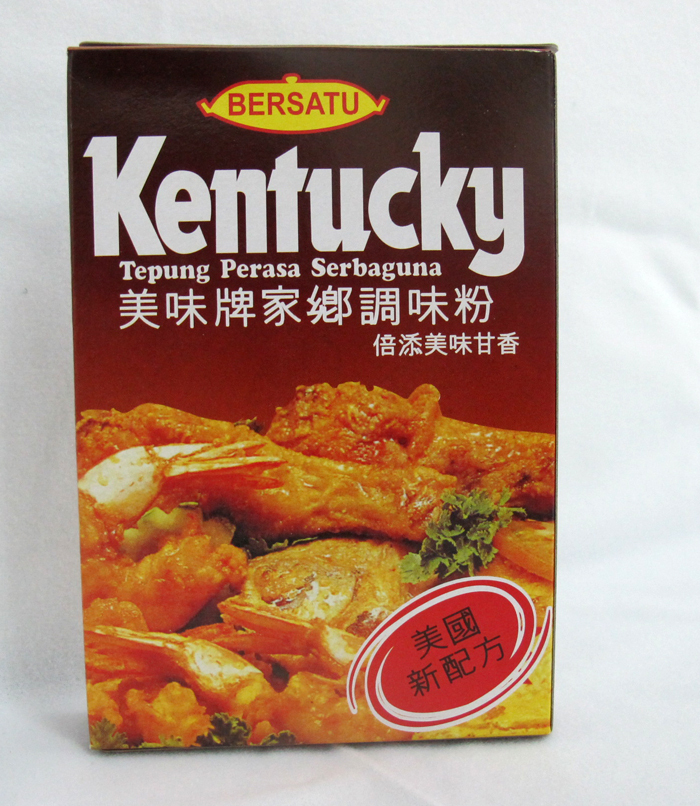 BERSATU
Kentucky
Tepung Perasa Serbaguna
美味牌家鄉調味粉
倍添美味甘香
美國
新配方